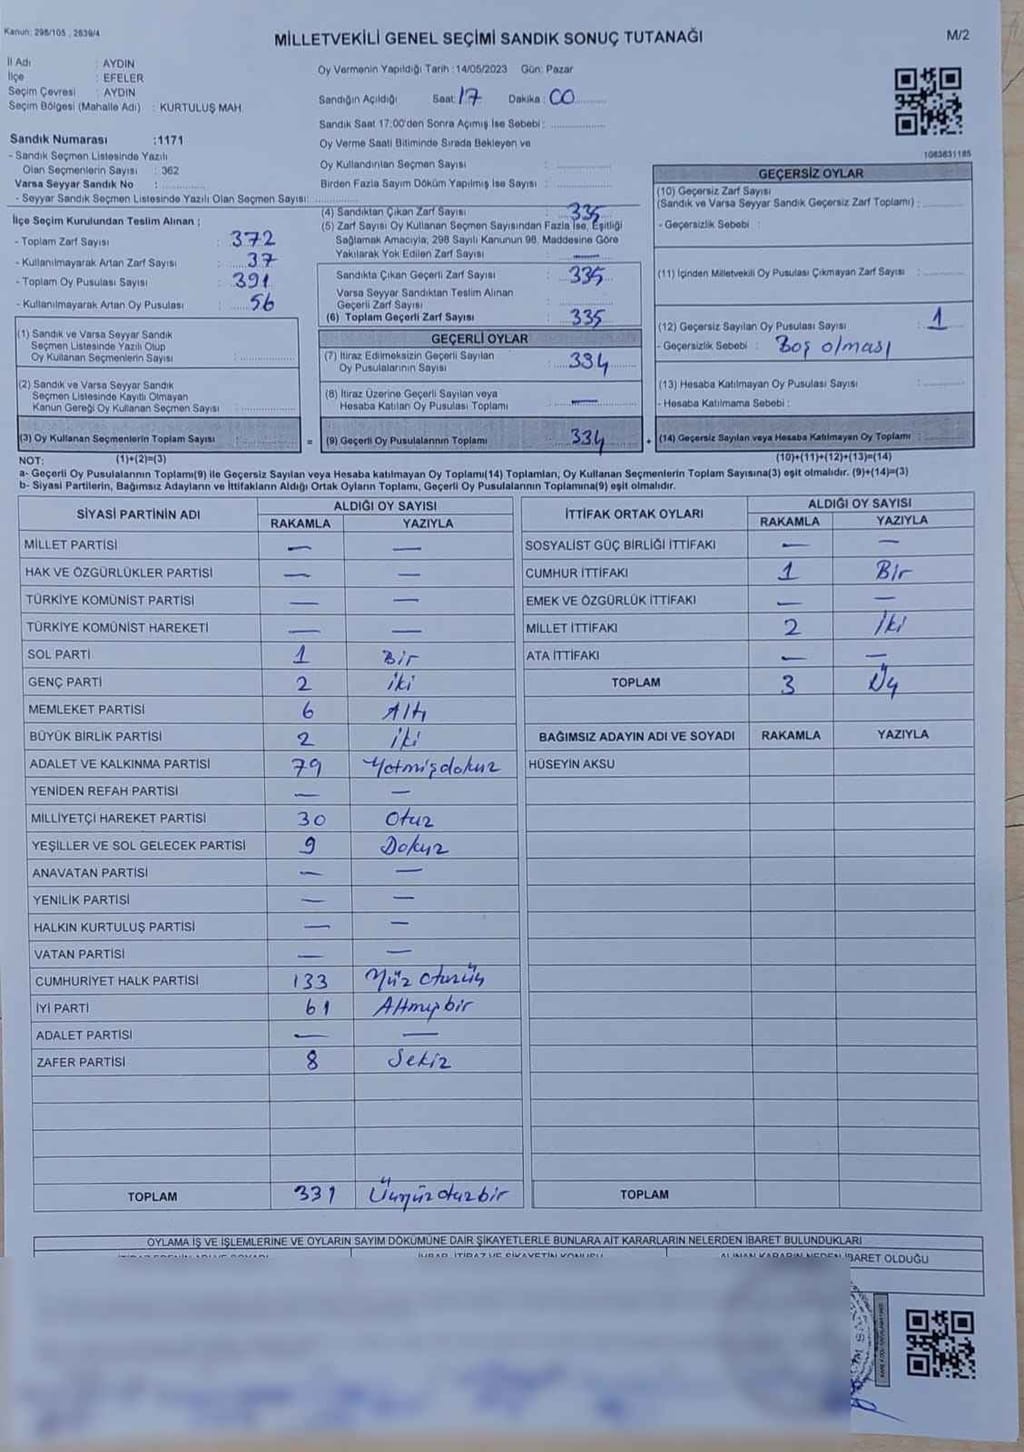 Kanun: 298/105 , 2839/4
MİLLETVEKİLİ GENEL SEÇİMİ SANDIK SONUÇ TUTANAĞI
M/2
İl Adı : AYDIN
İlçe : EFELER
Seçim Çevresi : AYDIN
Seçim Bölgesi (Mahalle Adı) : KURTULUŞ MAH.
Oy Vermenin Yapıldığı Tarih :14/05/2023 Gün: Pazar
Sandığın Açıldığı Saat: 17 Dakika : 00
Sandık Saat 17:00'den Sonra Açımış İse Sebebi :
Oy Verme Saati Bitiminde Sırada Bekleyen ve
Oy Kullandırılan Seçmen Sayısı :
Birden Fazla Sayım Döküm Yapılmış İse Sayısı :
Sandık Numarası :1171
- Sandık Seçmen Listesinde Yazılı
Olan Seçmenlerin Sayısı : 362
Varsa Seyyar Sandık No :
- Seyyar Sandık Seçmen Listesinde Yazılı Olan Seçmen Sayısı:
1083631185
İlçe Seçim Kurulundan Teslim Alınan ;
- Toplam Zarf Sayısı : 372
- Kullanılmayarak Artan Zarf Sayısı : 37
- Toplam Oy Pusulası Sayısı : 391
- Kullanılmayarak Artan Oy Pusulası : 56
(1) Sandık ve Varsa Seyyar Sandık
Seçmen Listesinde Yazılı Olup
Oy Kullanan Seçmenlerin Sayısı :
(2) Sandık ve Varsa Seyyar Sandık
Seçmen Listesinde Kayıtlı Olmayan
Kanun Gereği Oy Kullanan Seçmen Sayısı :
(3) Oy Kullanan Seçmenlerin Toplam Sayısı :
=
(4) Sandıktan Çıkan Zarf Sayısı : 335
(5) Zarf Sayısı Oy Kullanan Seçmen Sayısından Fazla İse, Eşitliği
Sağlamak Amacıyla, 298 Sayılı Kanunun 98. Maddesine Göre
Yakılarak Yok Edilen Zarf Sayısı : —
Sandıkta Çıkan Geçerli Zarf Sayısı : 335
Varsa Seyyar Sandıktan Teslim Alınan
Geçerli Zarf Sayısı :
(6) Toplam Geçerli Zarf Sayısı : 335
GEÇERLİ OYLAR
(7) İtiraz Edilmeksizin Geçerli Sayılan
Oy Pusulalarının Sayısı : 334
(8) İtiraz Üzerine Geçerli Sayılan veya
Hesaba Katılan Oy Pusulası Toplamı : —
(9) Geçerli Oy Pusulalarının Toplamı : 334
+
GEÇERSİZ OYLAR
(10) Geçersiz Zarf Sayısı
(Sandık ve Varsa Seyyar Sandık Geçersiz Zarf Toplamı) :
- Geçersizlik Sebebi :
(11) İçinden Milletvekili Oy Pusulası Çıkmayan Zarf Sayısı :
(12) Geçersiz Sayılan Oy Pusulası Sayısı : 1
- Geçersizlik Sebebi : Boş olması
(13) Hesaba Katılmayan Oy Pusulası Sayısı :
- Hesaba Katılmama Sebebi :
(14) Geçersiz Sayılan veya Hesaba Katılmayan Oy Toplamı :
NOT: (1)+(2)=(3) (10)+(11)+(12)+(13)=(14)
a- Geçerli Oy Pusulalarının Toplamı(9) ile Geçersiz Sayılan veya Hesaba katılmayan Oy Toplamı(14) Toplamları, Oy Kullanan Seçmenlerin Toplam Sayısına(3) eşit olmalıdır. (9)+(14)=(3)
b- Siyasi Partilerin, Bağımsız Adayların ve İttifakların Aldığı Ortak Oyların Toplamı, Geçerli Oy Pusulalarının Toplamına(9) eşit olmalıdır.
SİYASİ PARTİNİN ADI ALDIĞI OY SAYISI
RAKAMLA YAZIYLA
MİLLET PARTİSİ — —
HAK VE ÖZGÜRLÜKLER PARTİSİ — —
TÜRKİYE KOMÜNİST PARTİSİ — —
TÜRKİYE KOMÜNİST HAREKETİ — —
SOL PARTİ 1 Bir
GENÇ PARTİ 2 iki
MEMLEKET PARTİSİ 6 Altı
BÜYÜK BİRLİK PARTİSİ 2 iki
ADALET VE KALKINMA PARTİSİ 79 Yetmişdokuz
YENİDEN REFAH PARTİSİ — —
MİLLİYETÇİ HAREKET PARTİSİ 30 Otuz
YEŞİLLER VE SOL GELECEK PARTİSİ 9 Dokuz
ANAVATAN PARTİSİ — —
YENİLİK PARTİSİ — —
HALKIN KURTULUŞ PARTİSİ — —
VATAN PARTİSİ — —
CUMHURİYET HALK PARTİSİ 133 Yüz otuzüç
İYİ PARTİ 61 Altmışbir
ADALET PARTİSİ — —
ZAFER PARTİSİ 8 Sekiz
TOPLAM 331 Üçyüzotuzbir
İTTİFAK ORTAK OYLARI ALDIĞI OY SAYISI
RAKAMLA YAZIYLA
SOSYALİST GÜÇ BİRLİĞİ İTTİFAKI — —
CUMHUR İTTİFAKI 1 Bir
EMEK VE ÖZGÜRLÜK İTTİFAKI — —
MİLLET İTTİFAKI 2 İki
ATA İTTİFAKI — —
TOPLAM 3 Üç
BAĞIMSIZ ADAYIN ADI VE SOYADI RAKAMLA YAZIYLA
HÜSEYİN AKSU
TOPLAM
OYLAMA İŞ VE İŞLEMLERİNE VE OYLARIN SAYIM DÖKÜMÜNE DAİR ŞİKAYETLERLE BUNLARA AİT KARARLARIN NELERDEN İBARET BULUNDUKLARI
ALINAN KARARIN NEDEN İBARET OLDUĞU